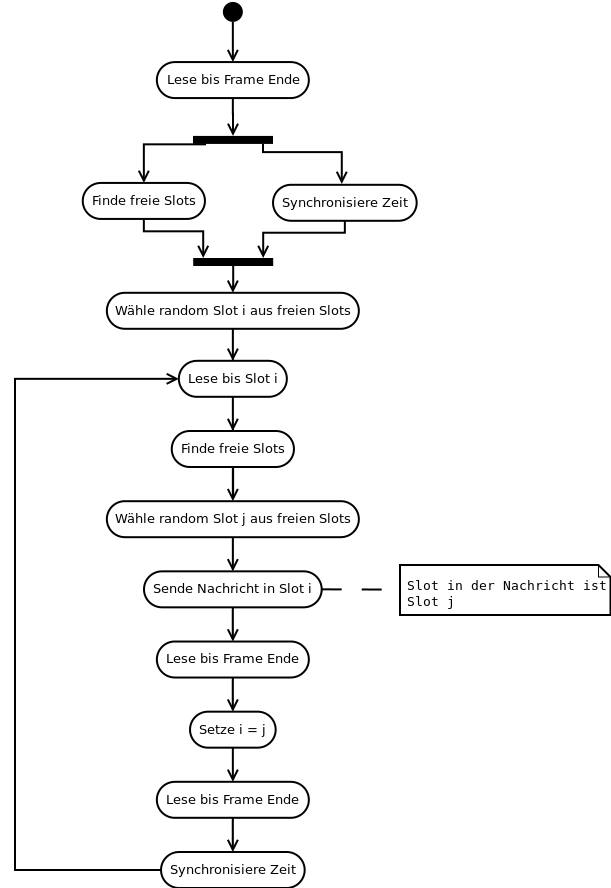 Lese bis Frame Ende
Finde freie Slots
Synchronisiere Zeit
Wähle random Slot i aus freien Slots
Lese bis Slot i
Finde freie Slots
Wähle random Slot j aus freien Slots
Sende Nachricht in Slot i
Slot in der Nachricht ist
Slot j
Lese bis Frame Ende
Setze i = j
Lese bis Frame Ende
Synchronisiere Zeit